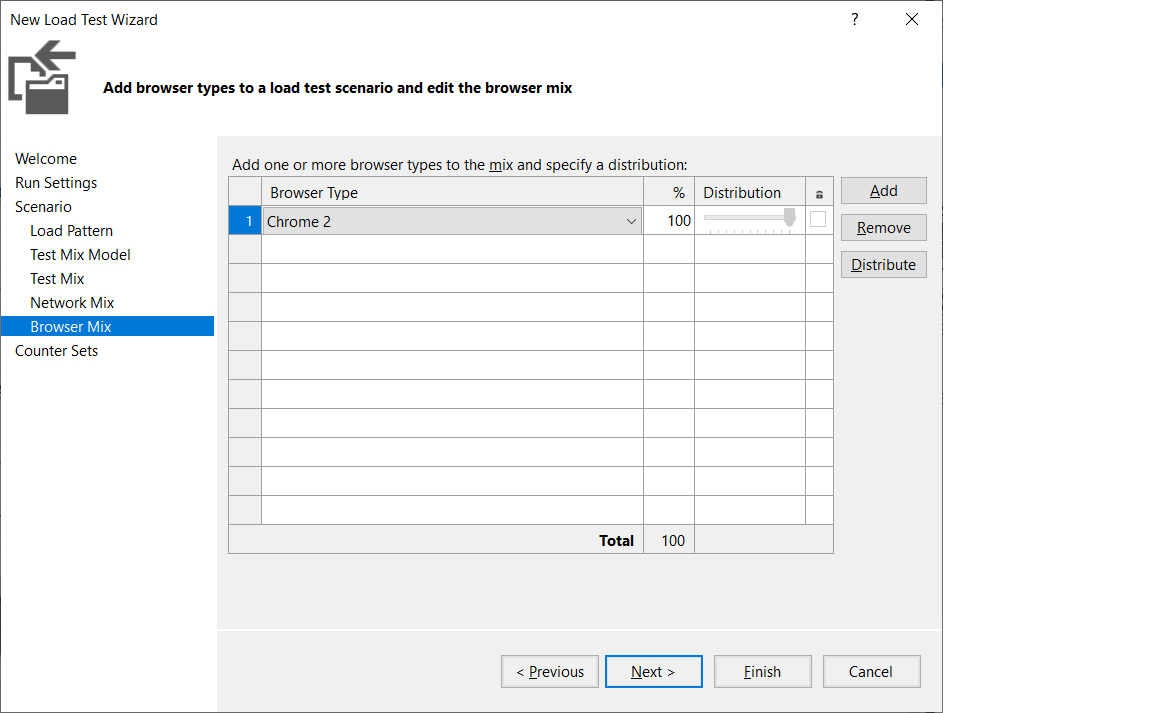 New Load Test Wizard ?
Add browser types to a load test scenario and edit the browser mix
Welcome
Run Settings
Scenario
Load Pattern
Test Mix Model
Test Mix
Network Mix
Browser Mix
Counter Sets
Add one or more browser types to the mix and specify a distribution:
Browser Type % Distribution
1 Chrome 2 100
Total 100
Add
Remove
Distribute
< Previous Next > Finish Cancel